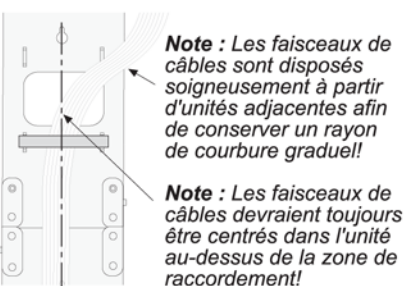 Note : Les faisceaux de
câbles sont disposés
soigneusement à partir
d'unités adjacentes afin
de conserver un rayon
de courbure graduel!
Note : Les faisceaux de
câbles devraient toujours
être centrés dans l'unité
au-dessus de la zone de
raccordement!